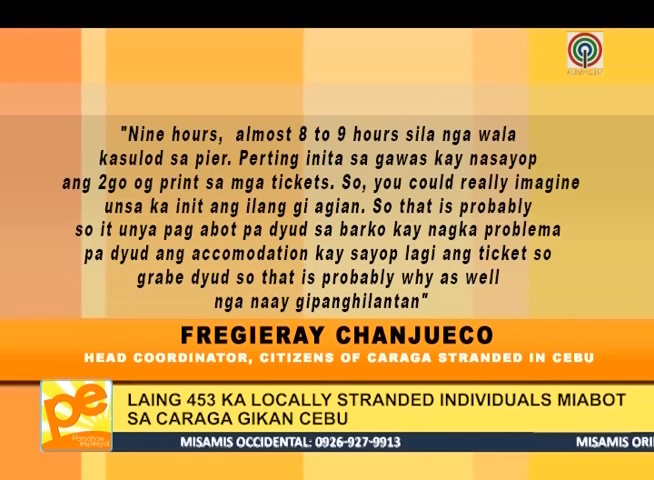 "Nine hours, almost 8 to 9 hours sila nga wala
kasulod sa pier. Perting inita sa gawas kay nasayop
ang 2go og print sa mga tickets. So, you could really imagine
unsa ka init ang ilang gi agian. So that is probably
so it unya pag abot pa dyud sa barko kay nagka problema
pa dyud ang accomodation kay sayop lagi ang ticket so
grabe dyud so that is probably why as well
nga naay gipanghilantan"
FREGIERAY CHANJUECO
HEAD COORDINATOR, CITIZENS OF CARAGA STRANDED IN CEBU
pe
LAING 453 KA LOCALLY STRANDED INDIVIDUALS MIABOT
SA CARAGA GIKAN CEBU
MISAMIS OCCIDENTAL: 0926-927-9913
MISAMIS ORI